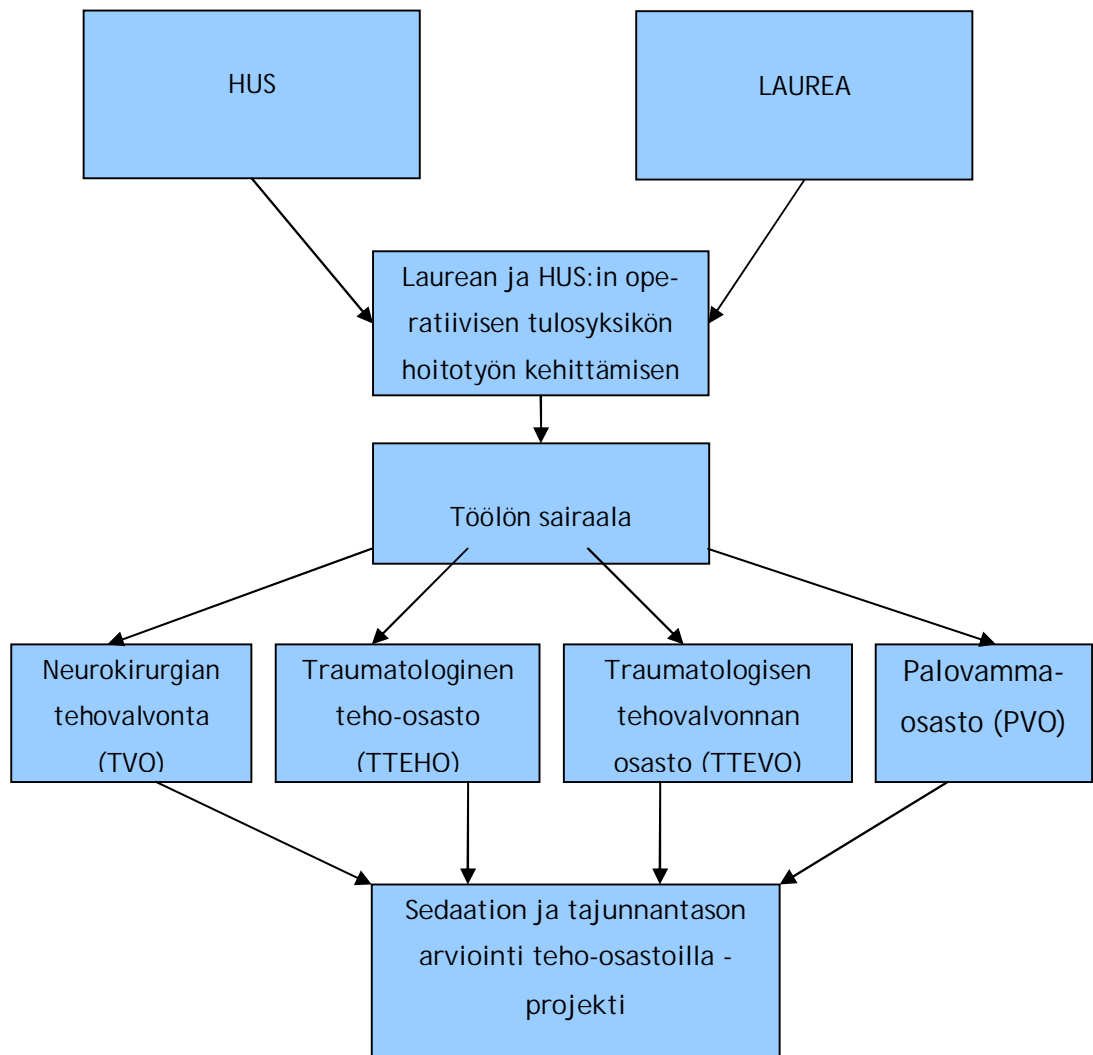 HUS
LAUREA
Laurean ja HUS:in ope-
ratiivisen tulosyksikön
hoitotyön kehittämisen
Töölön sairaala
Neurokirurgian
tehovalvonta
(TVO)
Traumatologinen
teho-osasto
(TTEHO)
Traumatologisen
tehovalvonnan
osasto (TTEVO)
Palovamma-
osasto (PVO)
Sedaation ja tajunnantason
arviointi teho-osastoilla -
projekti